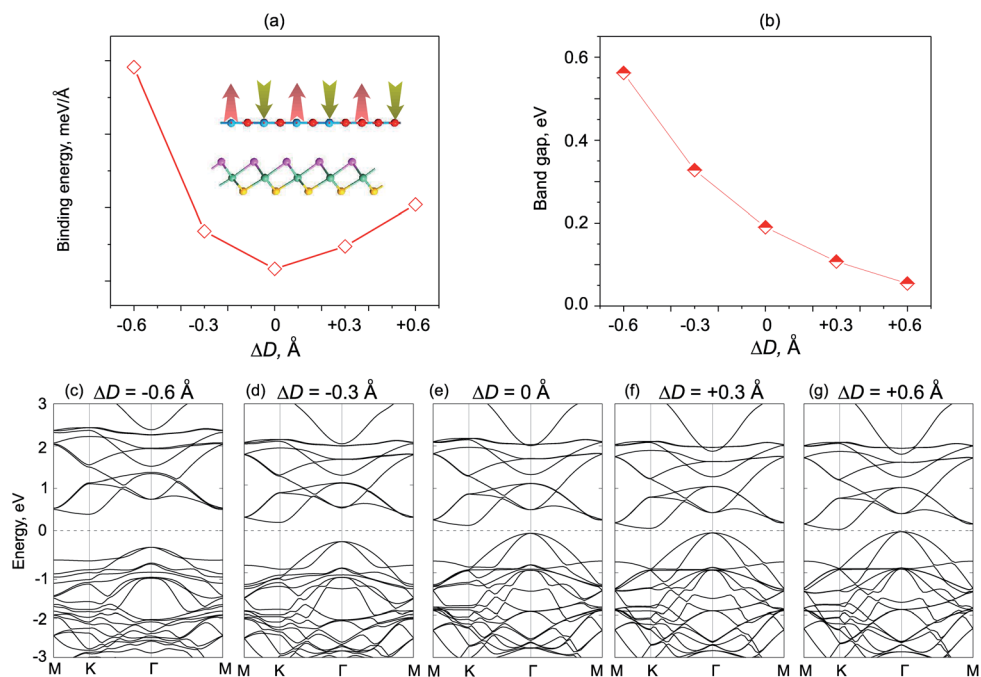 (a)
Binding energy, meV/Å
-0.6 -0.3 0 +0.3 +0.6
ΔD, Å
(b)
Band gap, eV
0.6
0.4
0.2
0.0
-0.6 -0.3 0 +0.3 +0.6
ΔD, Å
(c) ΔD = -0.6 Å
(d) ΔD = -0.3 Å
(e) ΔD = 0 Å
(f) ΔD = +0.3 Å
(g) ΔD = +0.6 Å
Energy, eV
3
2
1
0
-1
-2
-3
M K Γ M
M K Γ M
M K Γ M
M K Γ M
M K Γ M